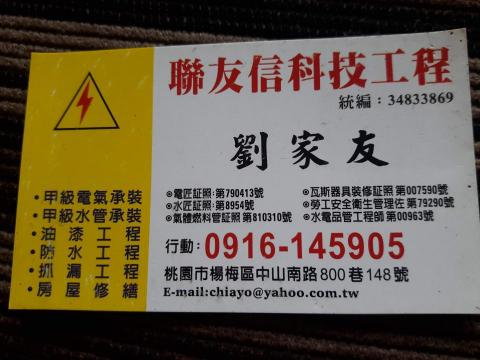 聯友信科技工程
統編：34833869
劉家友
•甲級電氣承裝
•甲級水管承裝
•油漆工程
•防水工程
•抓漏工程
•房屋修繕
◉電匠証照:第790413號
◉水匠証照:第8954號
◉氣體燃料管証照 第810310號
◉瓦斯器具裝修証照 第007590號
◉勞工安全衛生管理佐 第79290號
◉水電品管工程師 第00963號
行動:0916-145905
桃園市楊梅區中山南路800巷148號
E-mail:chiayo@yahoo.com.tw